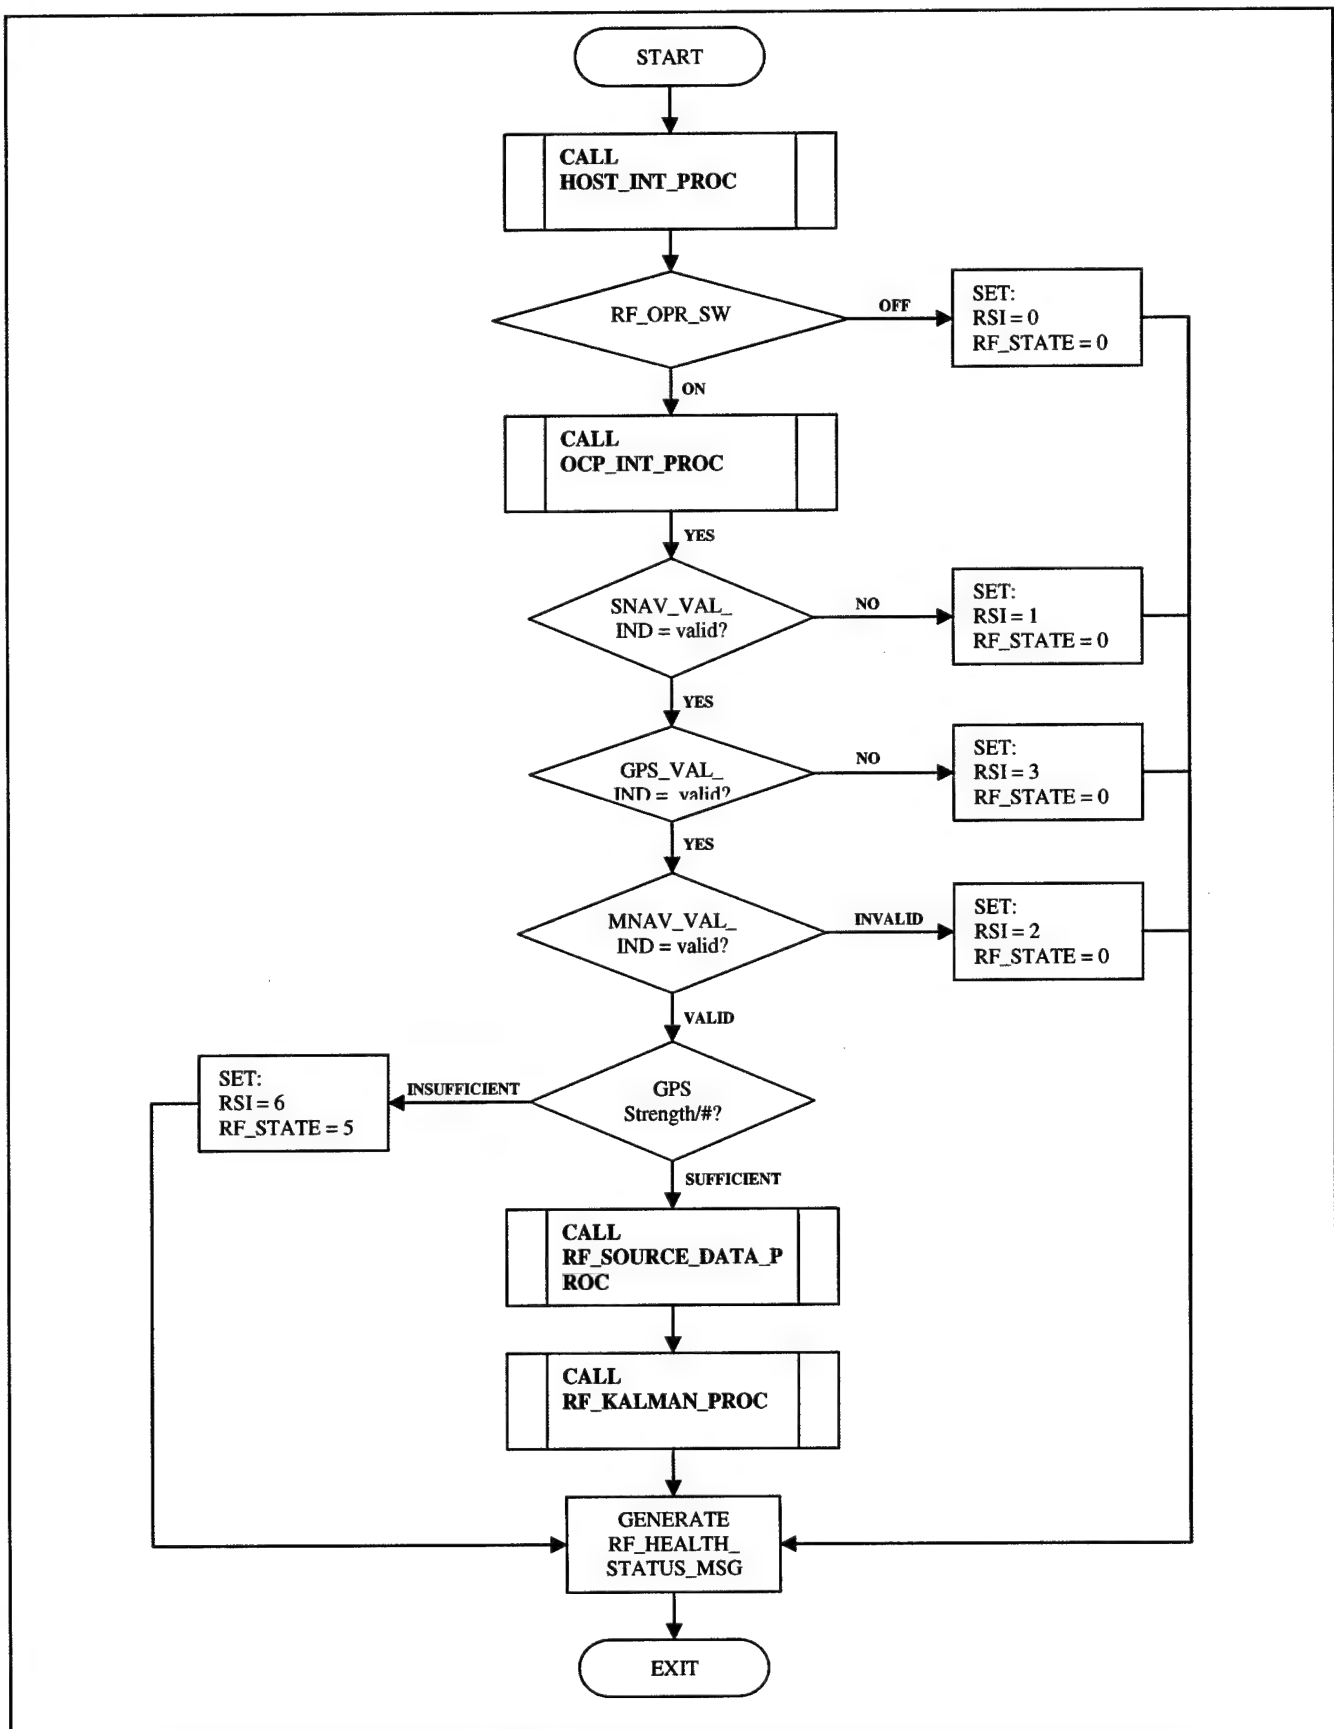 START
CALL
HOST_INT_PROC
RF_OPR_SW
OFF
SET:
RSI = 0
RF_STATE = 0
ON
CALL
OCP_INT_PROC
YES
SNAV_VAL_
IND = valid?
NO
SET:
RSI = 1
RF_STATE = 0
YES
GPS_VAL_
IND = valid?
NO
SET:
RSI = 3
RF_STATE = 0
YES
MNAV_VAL_
IND = valid?
INVALID
SET:
RSI = 2
RF_STATE = 0
VALID
GPS
Strength/#?
INSUFFICIENT
SET:
RSI = 6
RF_STATE = 5
SUFFICIENT
CALL
RF_SOURCE_DATA_P
ROC
CALL
RF_KALMAN_PROC
GENERATE
RF_HEALTH_
STATUS_MSG
EXIT